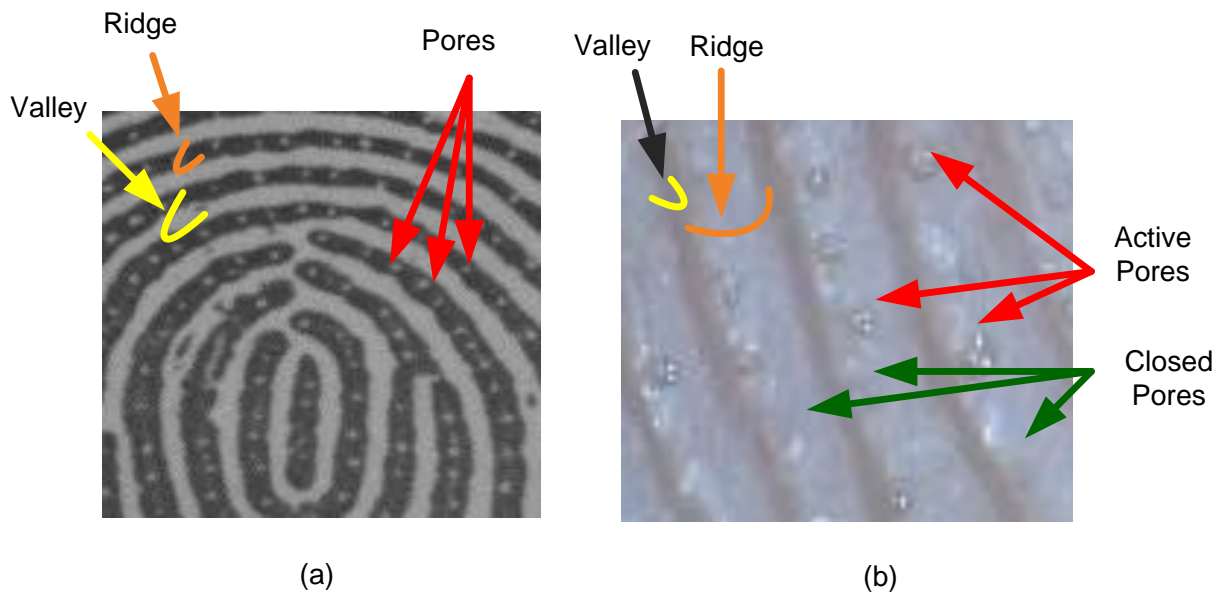 Ridge
Valley
Pores
(a)
Valley
Ridge
Active
Pores
Closed
Pores
(b)